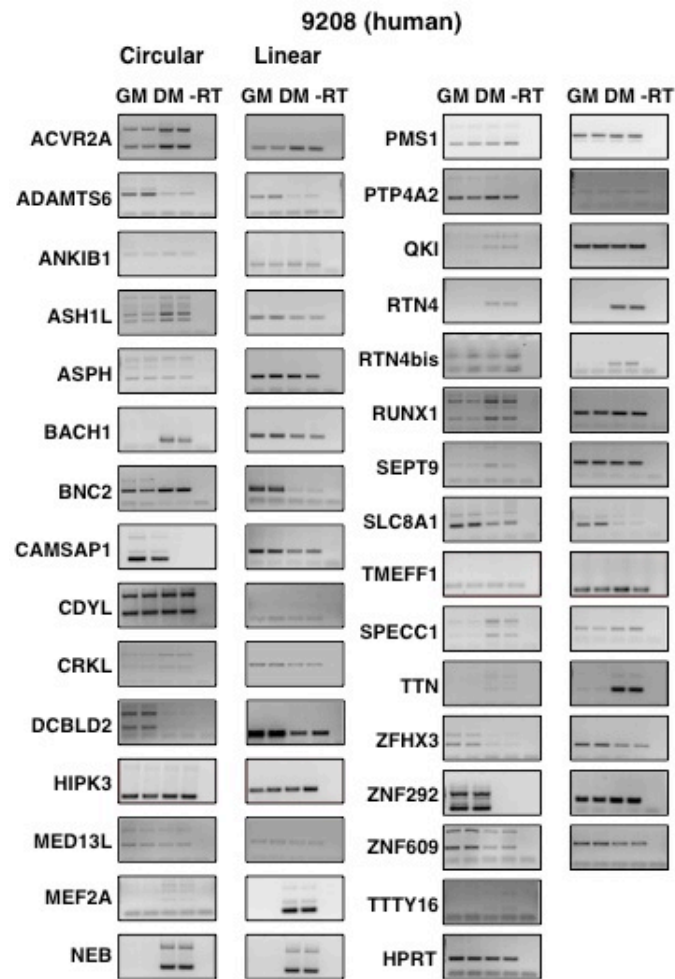 9208 (human)
Circular Linear
GM DM -RT GM DM -RT GM DM -RT GM DM -RT
ACVR2A
ADAMTS6
ANKIB1
ASH1L
ASPH
BACH1
BNC2
CAMSAP1
CDYL
CRKL
DCBLD2
HIPK3
MED13L
MEF2A
NEB
PMS1
PTP4A2
QKI
RTN4
RTN4bis
RUNX1
SEPT9
SLC8A1
TMEFF1
SPECC1
TTN
ZFHX3
ZNF292
ZNF609
TTTY16
HPRT